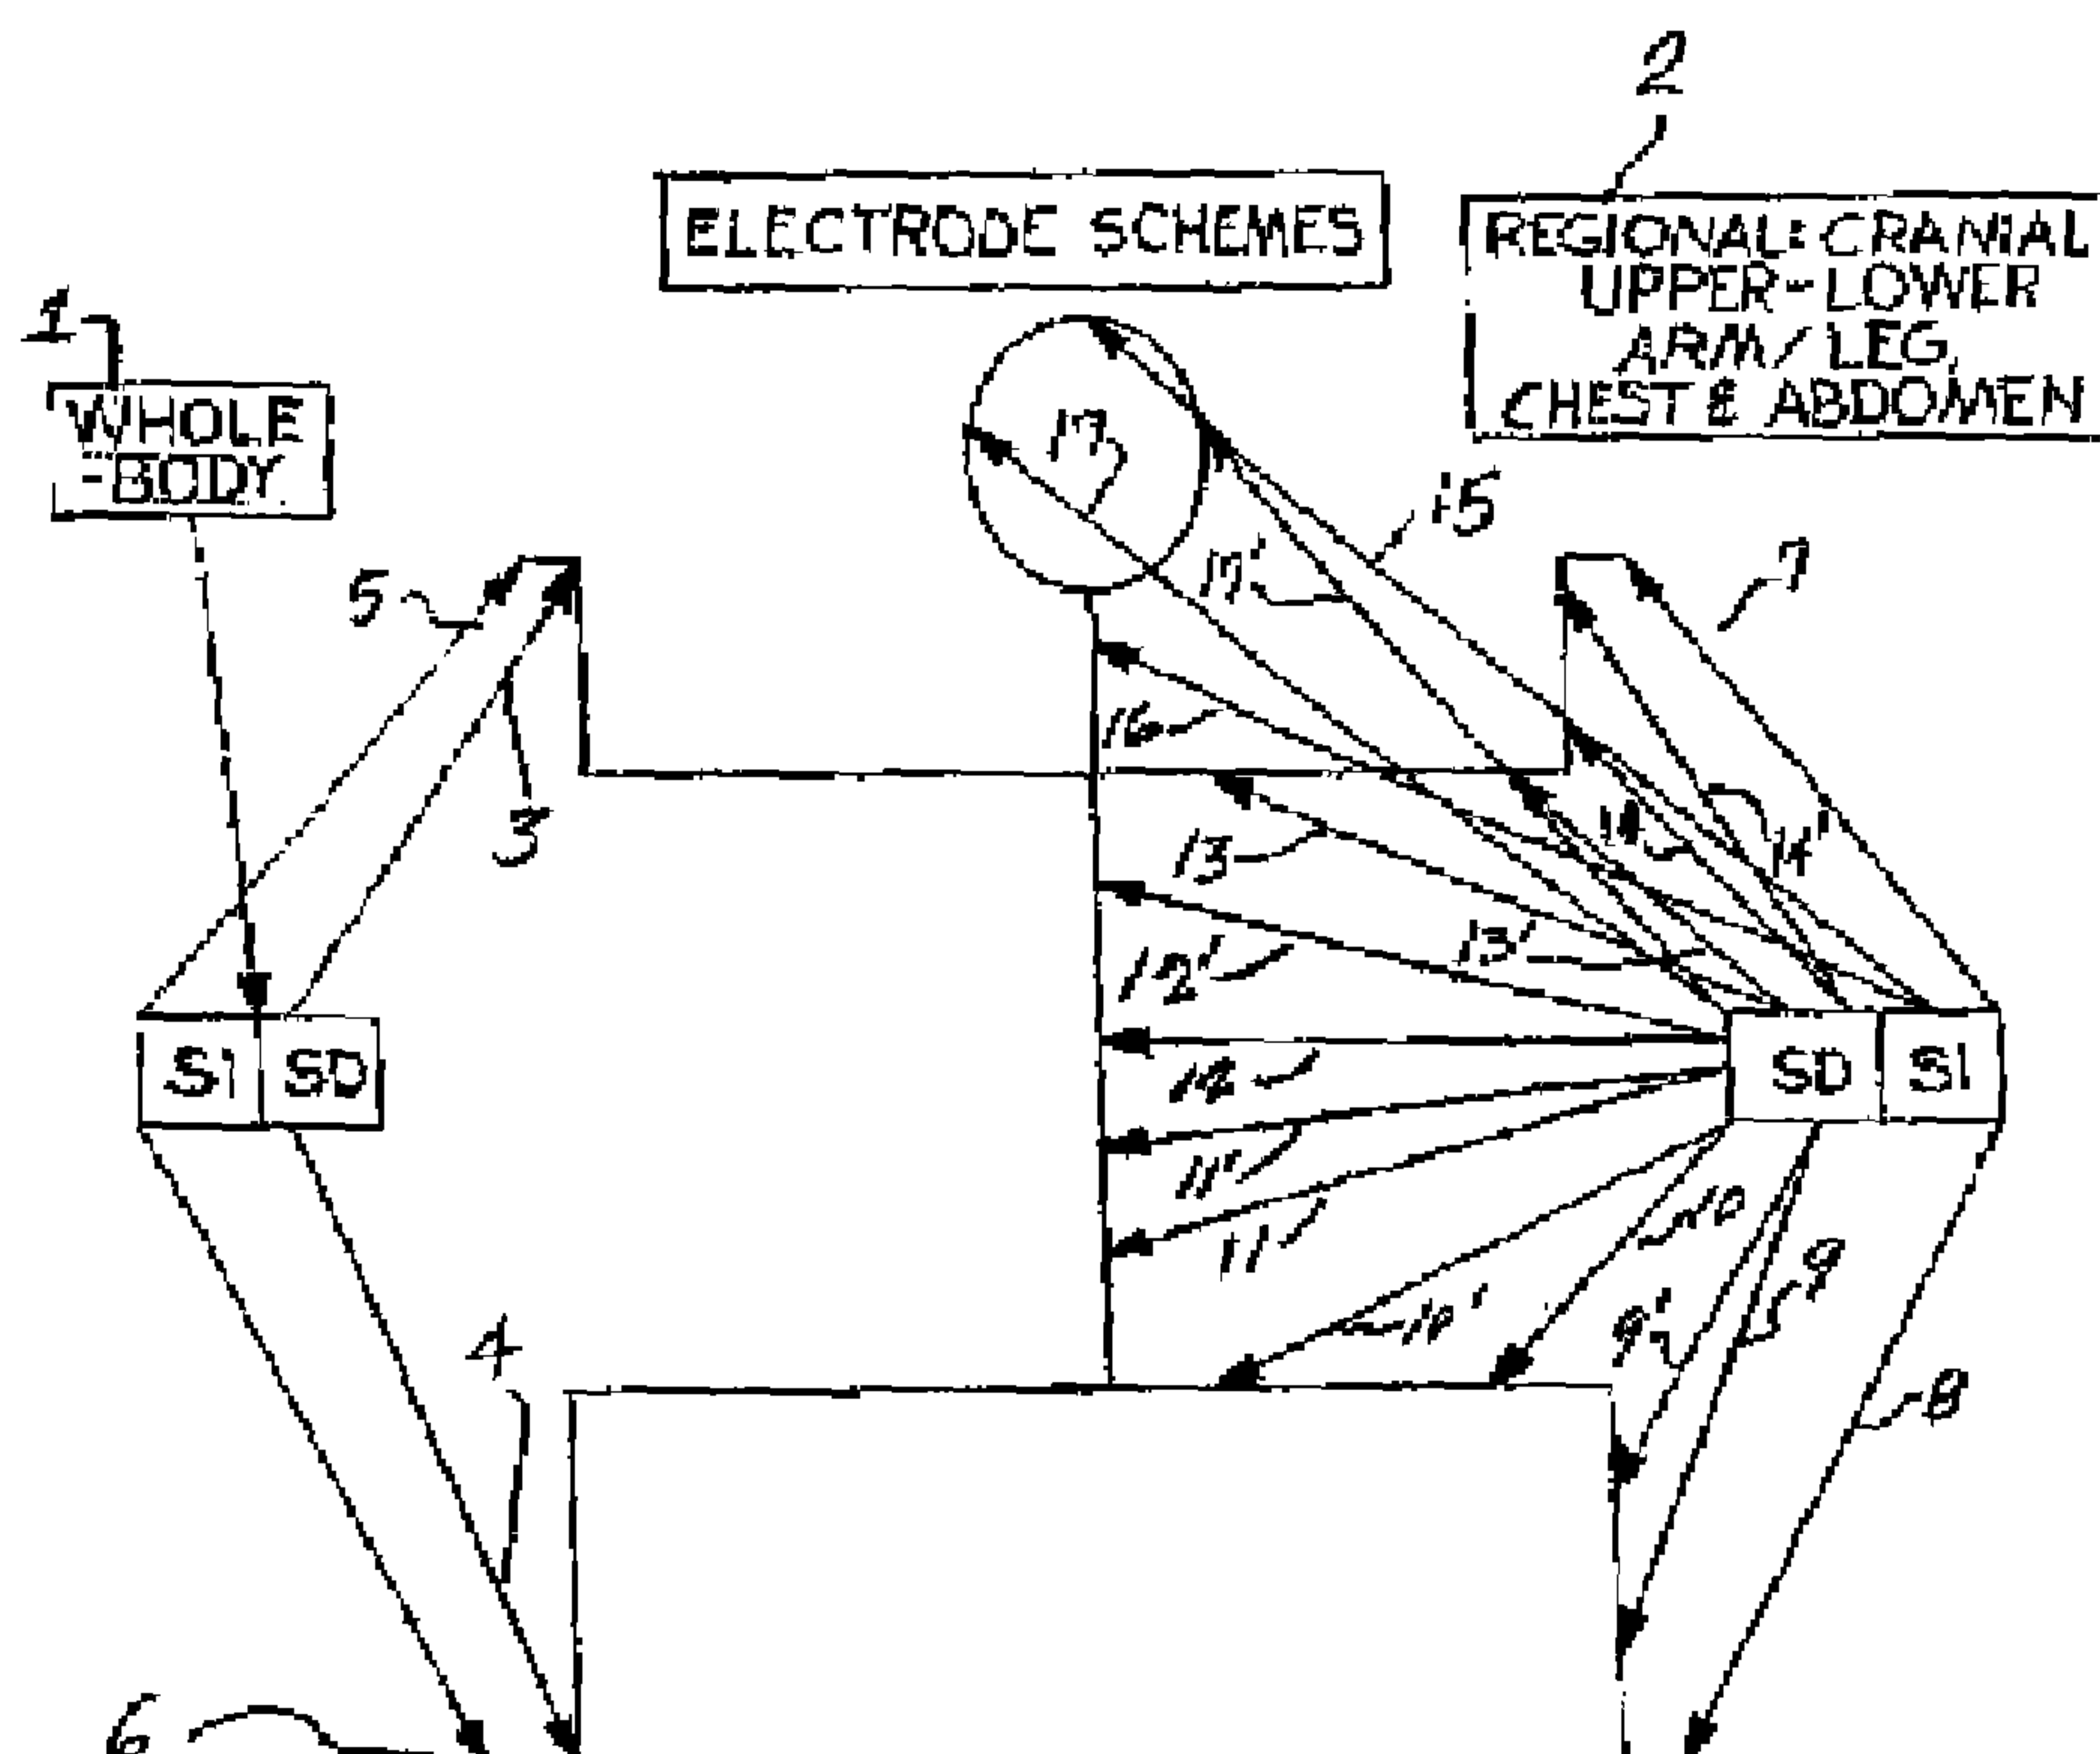 2
ELECTRODE SCHEMES
REGIONAL: CRANIAL
UPPER-LOWER
ARM/LEG,
CHEST & ABDOMEN
1
WHOLE
-BODY
17
15
5
17'
7
16
3
13
14
13'
12'
SI SD
12
SD SI
11'
11
10
9
10'
9'
4
8
6